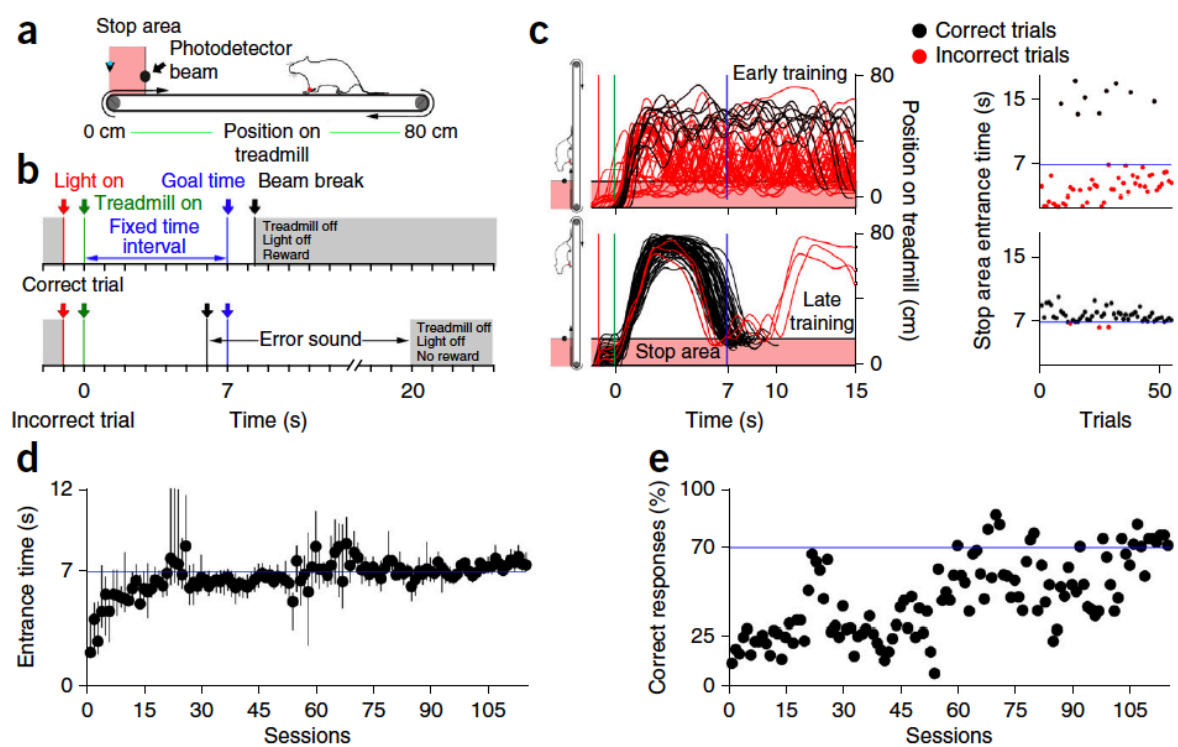 a
Stop area
Photodetector
beam
0 cm
Position on
treadmill
80 cm
b
Light on
Goal time
Beam break
Treadmill on
Fixed time
interval
Treadmill off
Light off
Reward
Correct trial
Error sound
Treadmill off
Light off
No reward
0 7 20
Incorrect trial
Time (s)
c
Correct trials
Incorrect trials
Early training
80
0
Late
training
Stop area
80
0
Position on treadmill (cm)
0 7 10 15
Time (s)
Stop area entrance time (s)
15
7
15
7
0 50
Trials
d
Entrance time (s)
12
7
0
0 15 30 45 60 75 90 105
Sessions
e
Correct responses (%)
100
70
25
0
0 15 30 45 60 75 90 105
Sessions